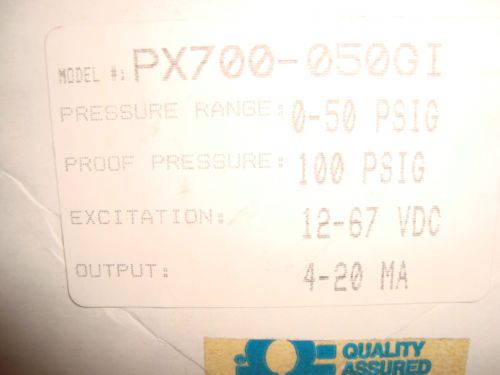 MODEL #: PX700-050GI
PRESSURE RANGE: 0-50 PSIG
PROOF PRESSURE: 100 PSIG
EXCITATION: 12-67 VDC
OUTPUT: 4-20 MA
QUALITY
ASSURED